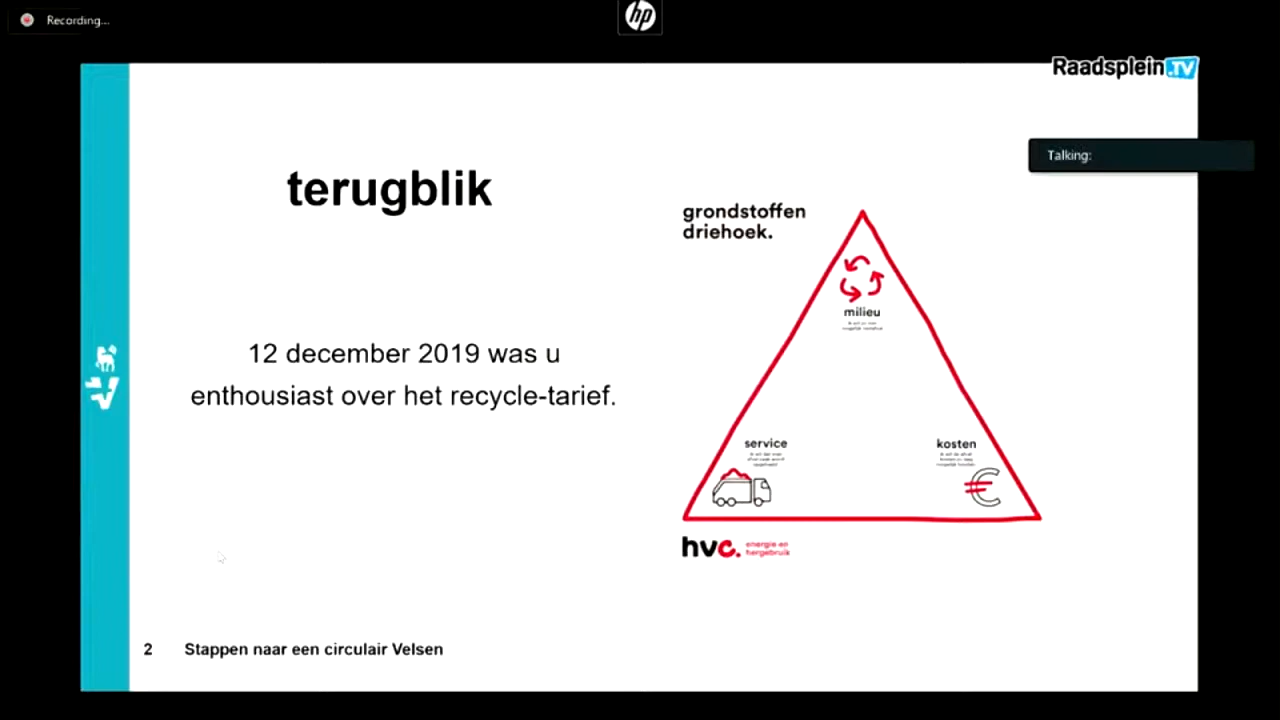 Recording...
hp
Raadsplein.TV
Talking:
terugblik
grondstoffen
driehoek.
milieu
12 december 2019 was u
enthousiast over het recycle-tarief.
service
kosten
€
hvc.
energie en
hergebruik
2 Stappen naar een circulair Velsen